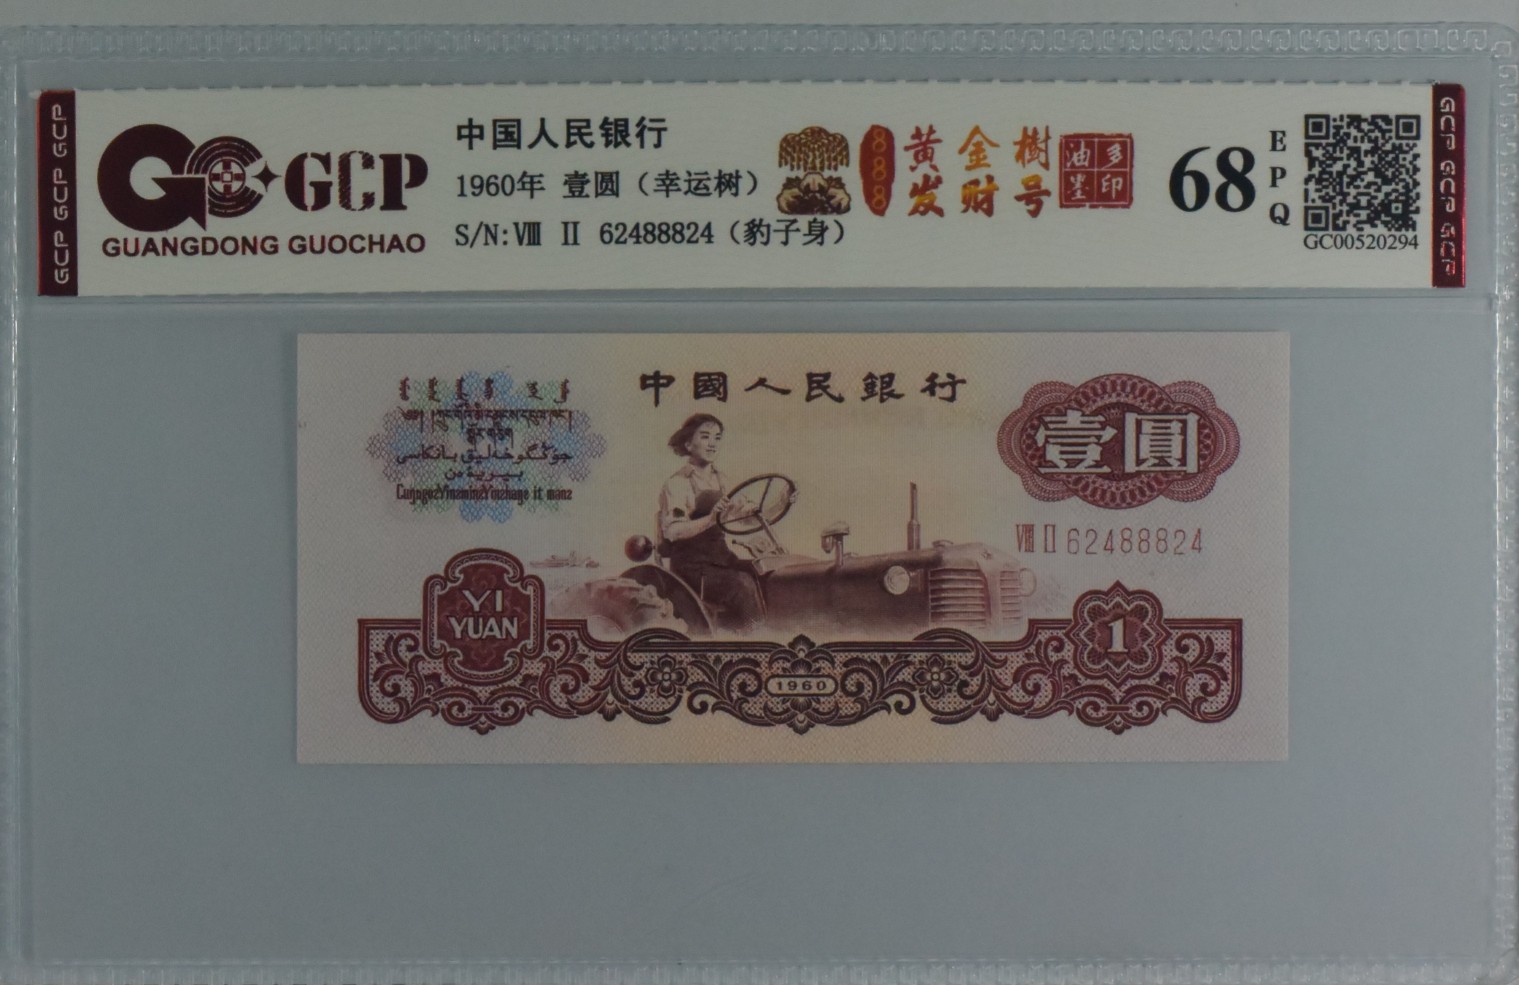 GCP GCP GCP
GCP
GUANGDONG GUOCHAO
中国人民银行
1960年 壹圆（幸运树）
S/N:Ⅷ Ⅱ 62488824（豹子身）
888
黄金樹
发财号
多印
油墨
68
EPQ
GC00520294
GCP GCP GCP
中國人民銀行
壹圓
Ⅷ Ⅱ 62488824
YI
YUAN
1960
1